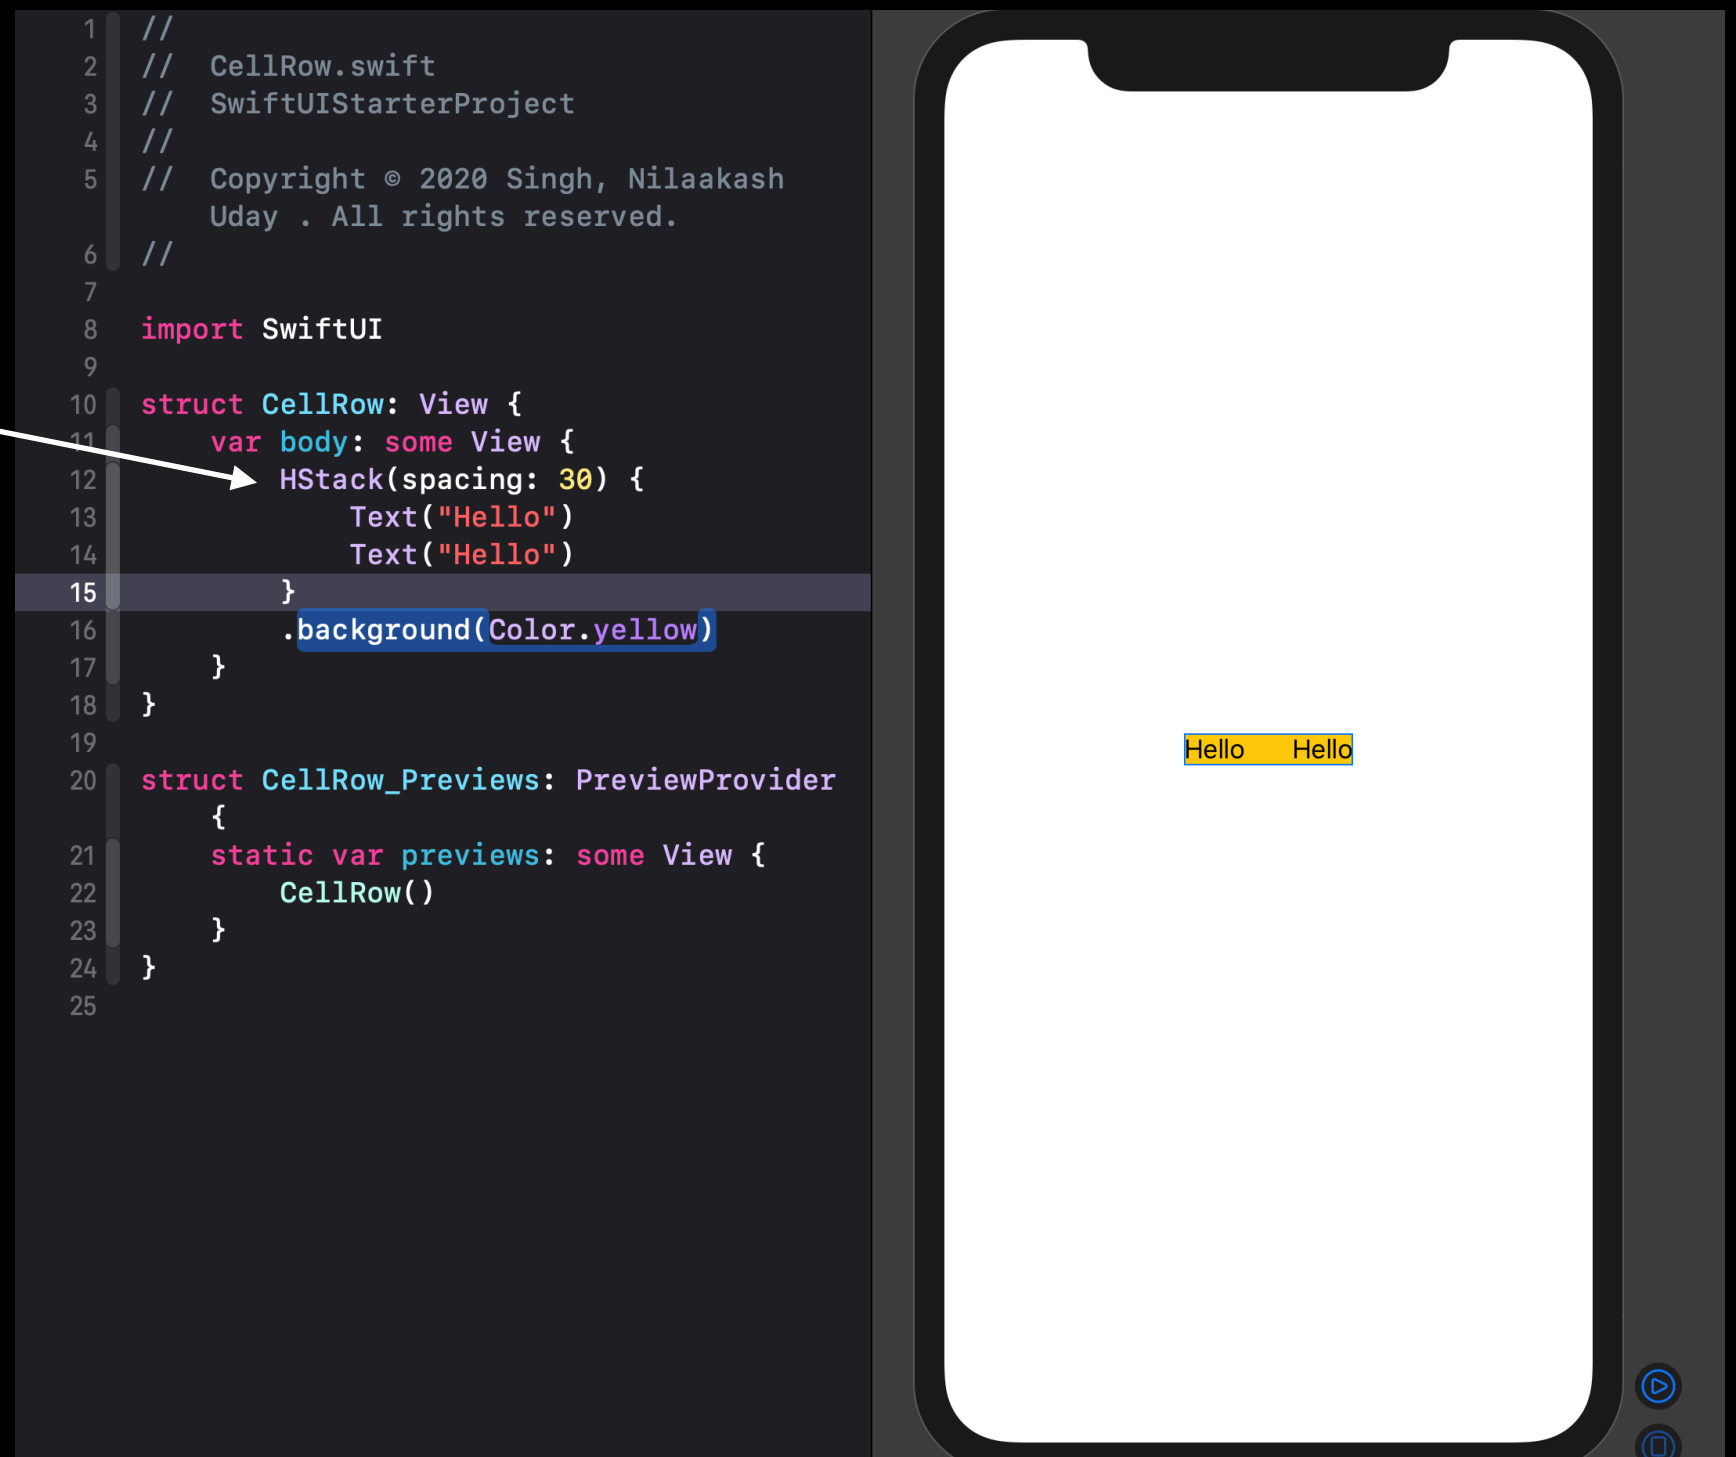 1 //
2 //  CellRow.swift
3 //  SwiftUIStarterProject
4 //
5 //  Copyright © 2020 Singh, Nilaakash
Uday . All rights reserved.
6 //
7
8 import SwiftUI
9
10 struct CellRow: View {
11     var body: some View {
12         HStack(spacing: 30) {
13             Text("Hello")
14             Text("Hello")
15         }
16         .background(Color.yellow)
17     }
18 }
19
20 struct CellRow_Previews: PreviewProvider
{
21     static var previews: some View {
22         CellRow()
23     }
24 }
25
Hello Hello